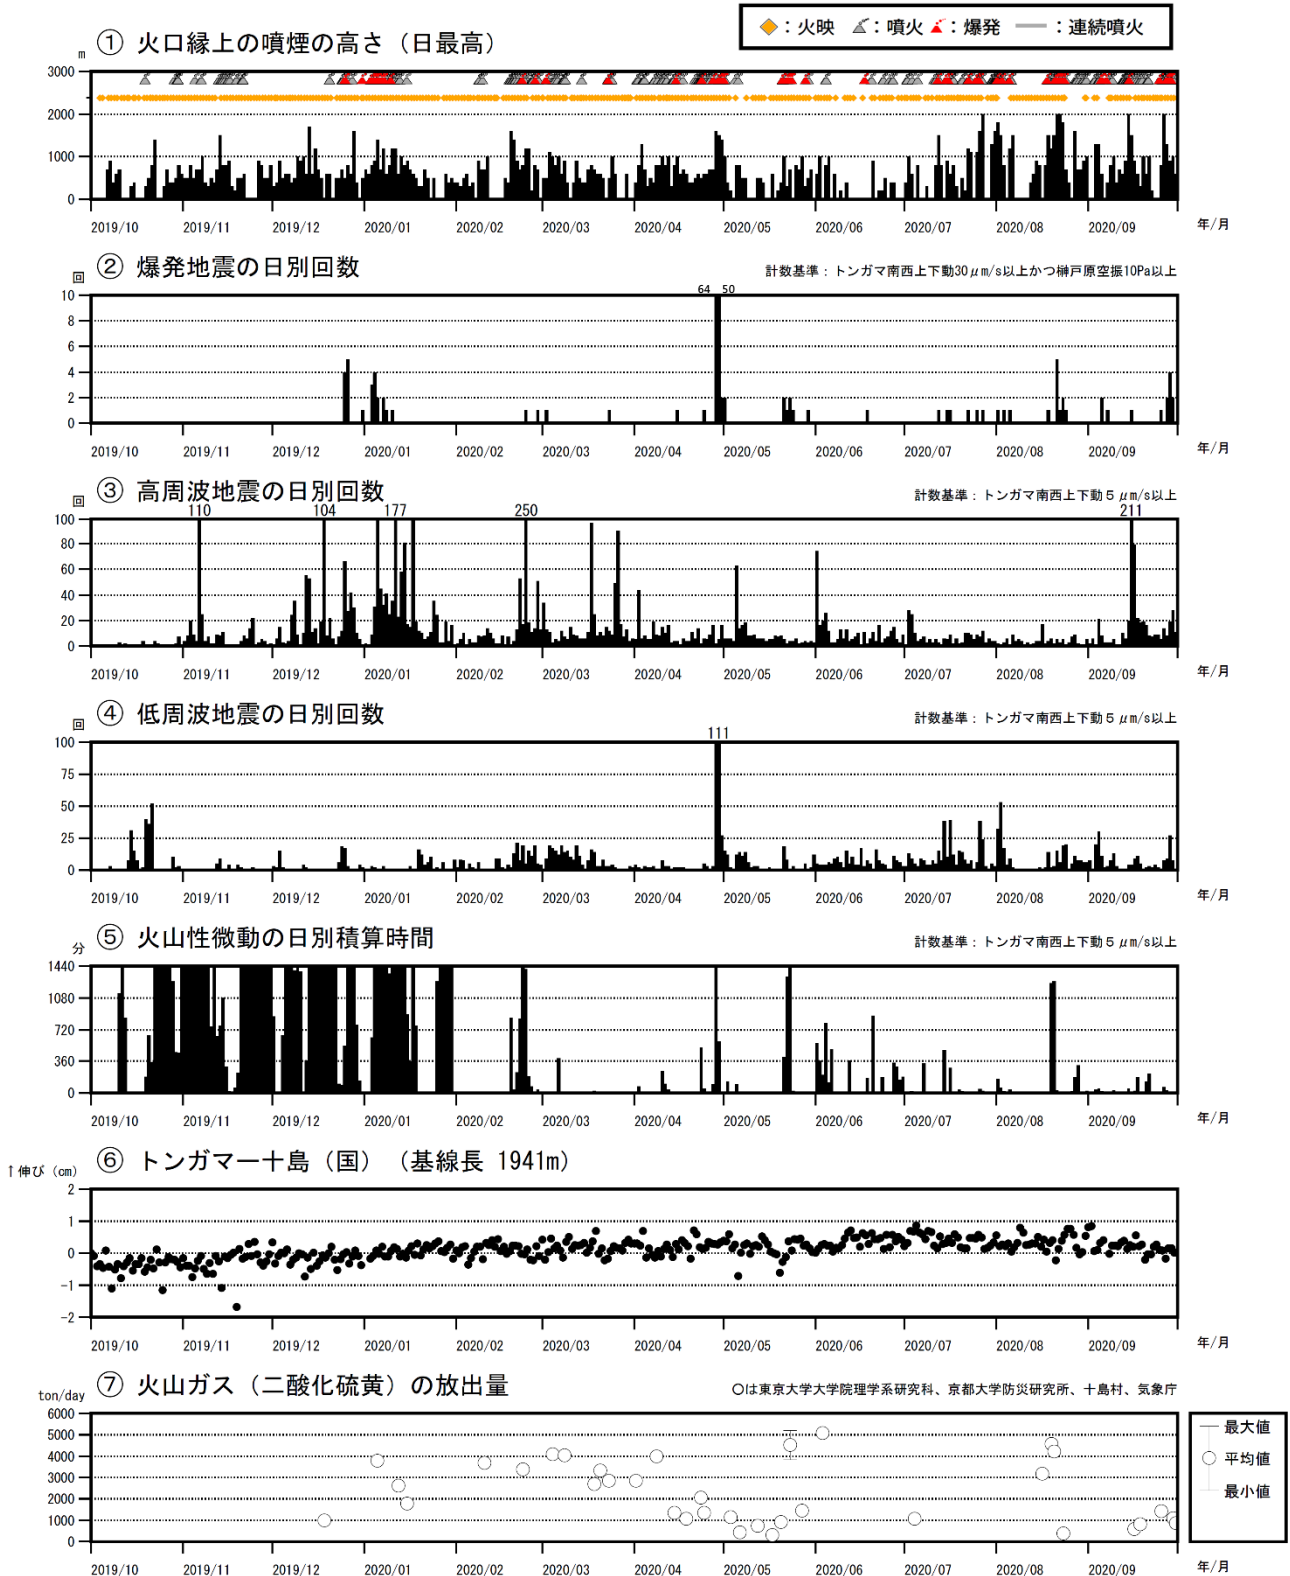 ：火映　：噴火　：爆発　：連続噴火
① 火口縁上の噴煙の高さ（日最高）
m
3000
2000
1000
0
2019/10 2019/11 2019/12 2020/01 2020/02 2020/03 2020/04 2020/05 2020/06 2020/07 2020/08 2020/09 年/月
② 爆発地震の日別回数
回
計数基準：トンガマ南西上下動30μm/s以上かつ榊戸原空振10Pa以上
64 50
10
8
6
4
2
0
2019/10 2019/11 2019/12 2020/01 2020/02 2020/03 2020/04 2020/05 2020/06 2020/07 2020/08 2020/09 年/月
③ 高周波地震の日別回数
回
計数基準：トンガマ南西上下動５μm/s以上
110 104 177 250 211
100
80
60
40
20
0
2019/10 2019/11 2019/12 2020/01 2020/02 2020/03 2020/04 2020/05 2020/06 2020/07 2020/08 2020/09 年/月
④ 低周波地震の日別回数
回
計数基準：トンガマ南西上下動５μm/s以上
111
100
75
50
25
0
2019/10 2019/11 2019/12 2020/01 2020/02 2020/03 2020/04 2020/05 2020/06 2020/07 2020/08 2020/09 年/月
⑤ 火山性微動の日別積算時間
分
計数基準：トンガマ南西上下動５μm/s以上
1440
1080
720
360
0
2019/10 2019/11 2019/12 2020/01 2020/02 2020/03 2020/04 2020/05 2020/06 2020/07 2020/08 2020/09 年/月
⑥ トンガマー十島（国）（基線長 1941m）
↑伸び（cm）
2
1
0
-1
-2
2019/10 2019/11 2019/12 2020/01 2020/02 2020/03 2020/04 2020/05 2020/06 2020/07 2020/08 2020/09 年/月
⑦ 火山ガス（二酸化硫黄）の放出量
ton/day
○は東京大学大学院理学系研究科、京都大学防災研究所、十島村、気象庁
6000
5000
4000
3000
2000
1000
0
最大値
平均値
最小値
2019/10 2019/11 2019/12 2020/01 2020/02 2020/03 2020/04 2020/05 2020/06 2020/07 2020/08 2020/09 年/月